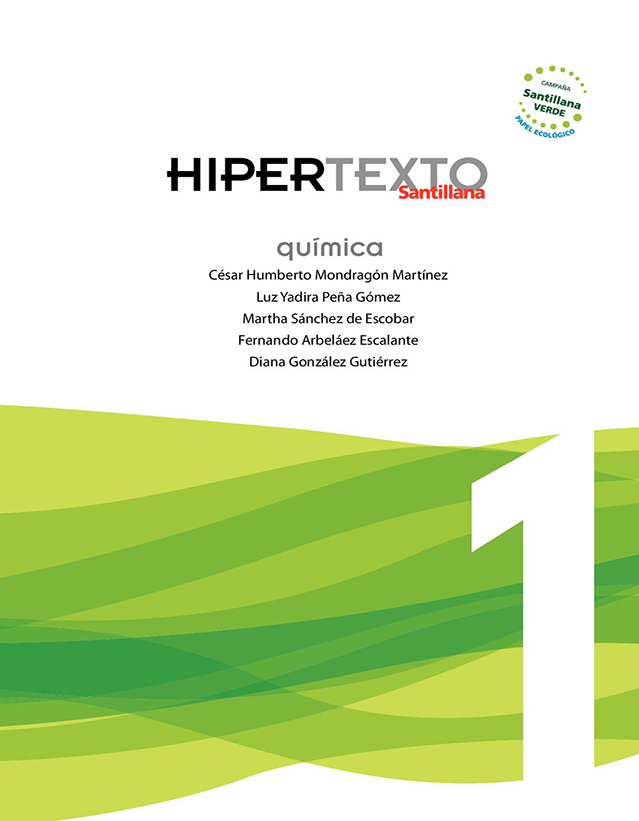 CAMPAÑA
Santillana
VERDE
PAPEL ECOLÓGICO
HIPERTEXTO
Santillana
química
César Humberto Mondragón Martínez
Luz Yadira Peña Gómez
Martha Sánchez de Escobar
Fernando Arbeláez Escalante
Diana González Gutiérrez
1